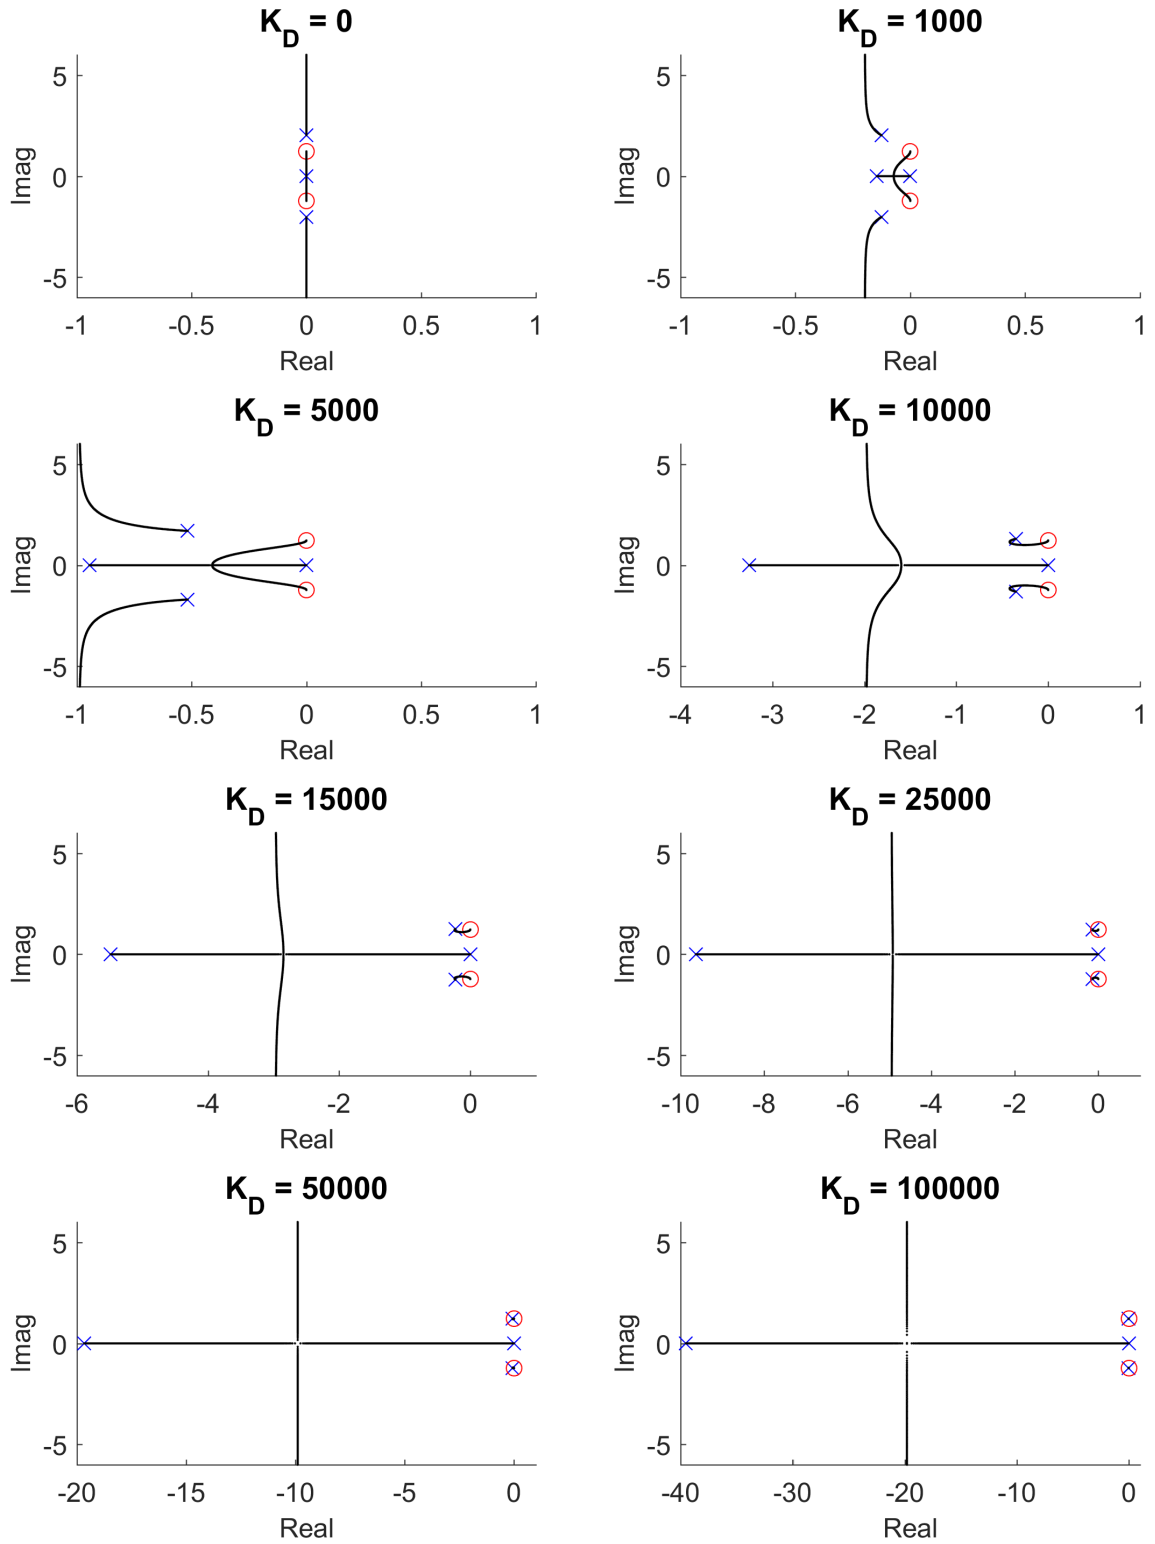 K_D = 0
5
0
-5
Imag
-1 -0.5 0 0.5 1
Real
K_D = 1000
5
0
-5
Imag
-1 -0.5 0 0.5 1
Real
K_D = 5000
5
0
-5
Imag
-1 -0.5 0 0.5 1
Real
K_D = 10000
5
0
-5
Imag
-4 -3 -2 -1 0 1
Real
K_D = 15000
5
0
-5
Imag
-6 -4 -2 0
Real
K_D = 25000
5
0
-5
Imag
-10 -8 -6 -4 -2 0
Real
K_D = 50000
5
0
-5
Imag
-20 -15 -10 -5 0
Real
K_D = 100000
5
0
-5
Imag
-40 -30 -20 -10 0
Real